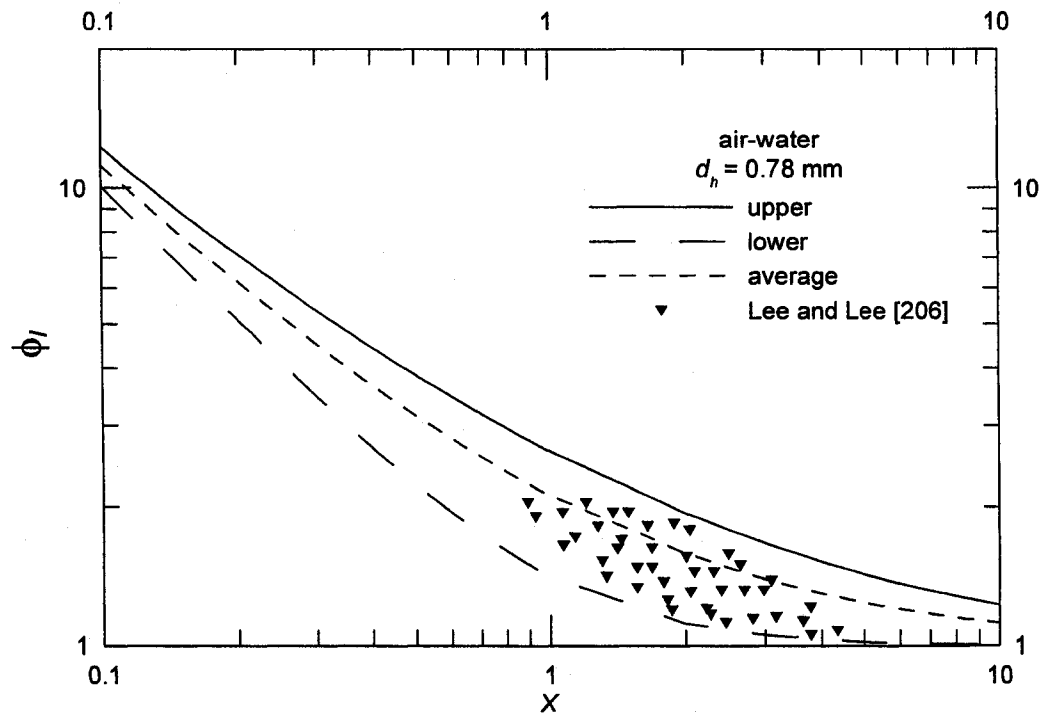 0.1 1 10
air-water
d_h = 0.78 mm
upper
lower
average
Lee and Lee [206]
10 10
ϕ_l
1 1
0.1 1 10
X